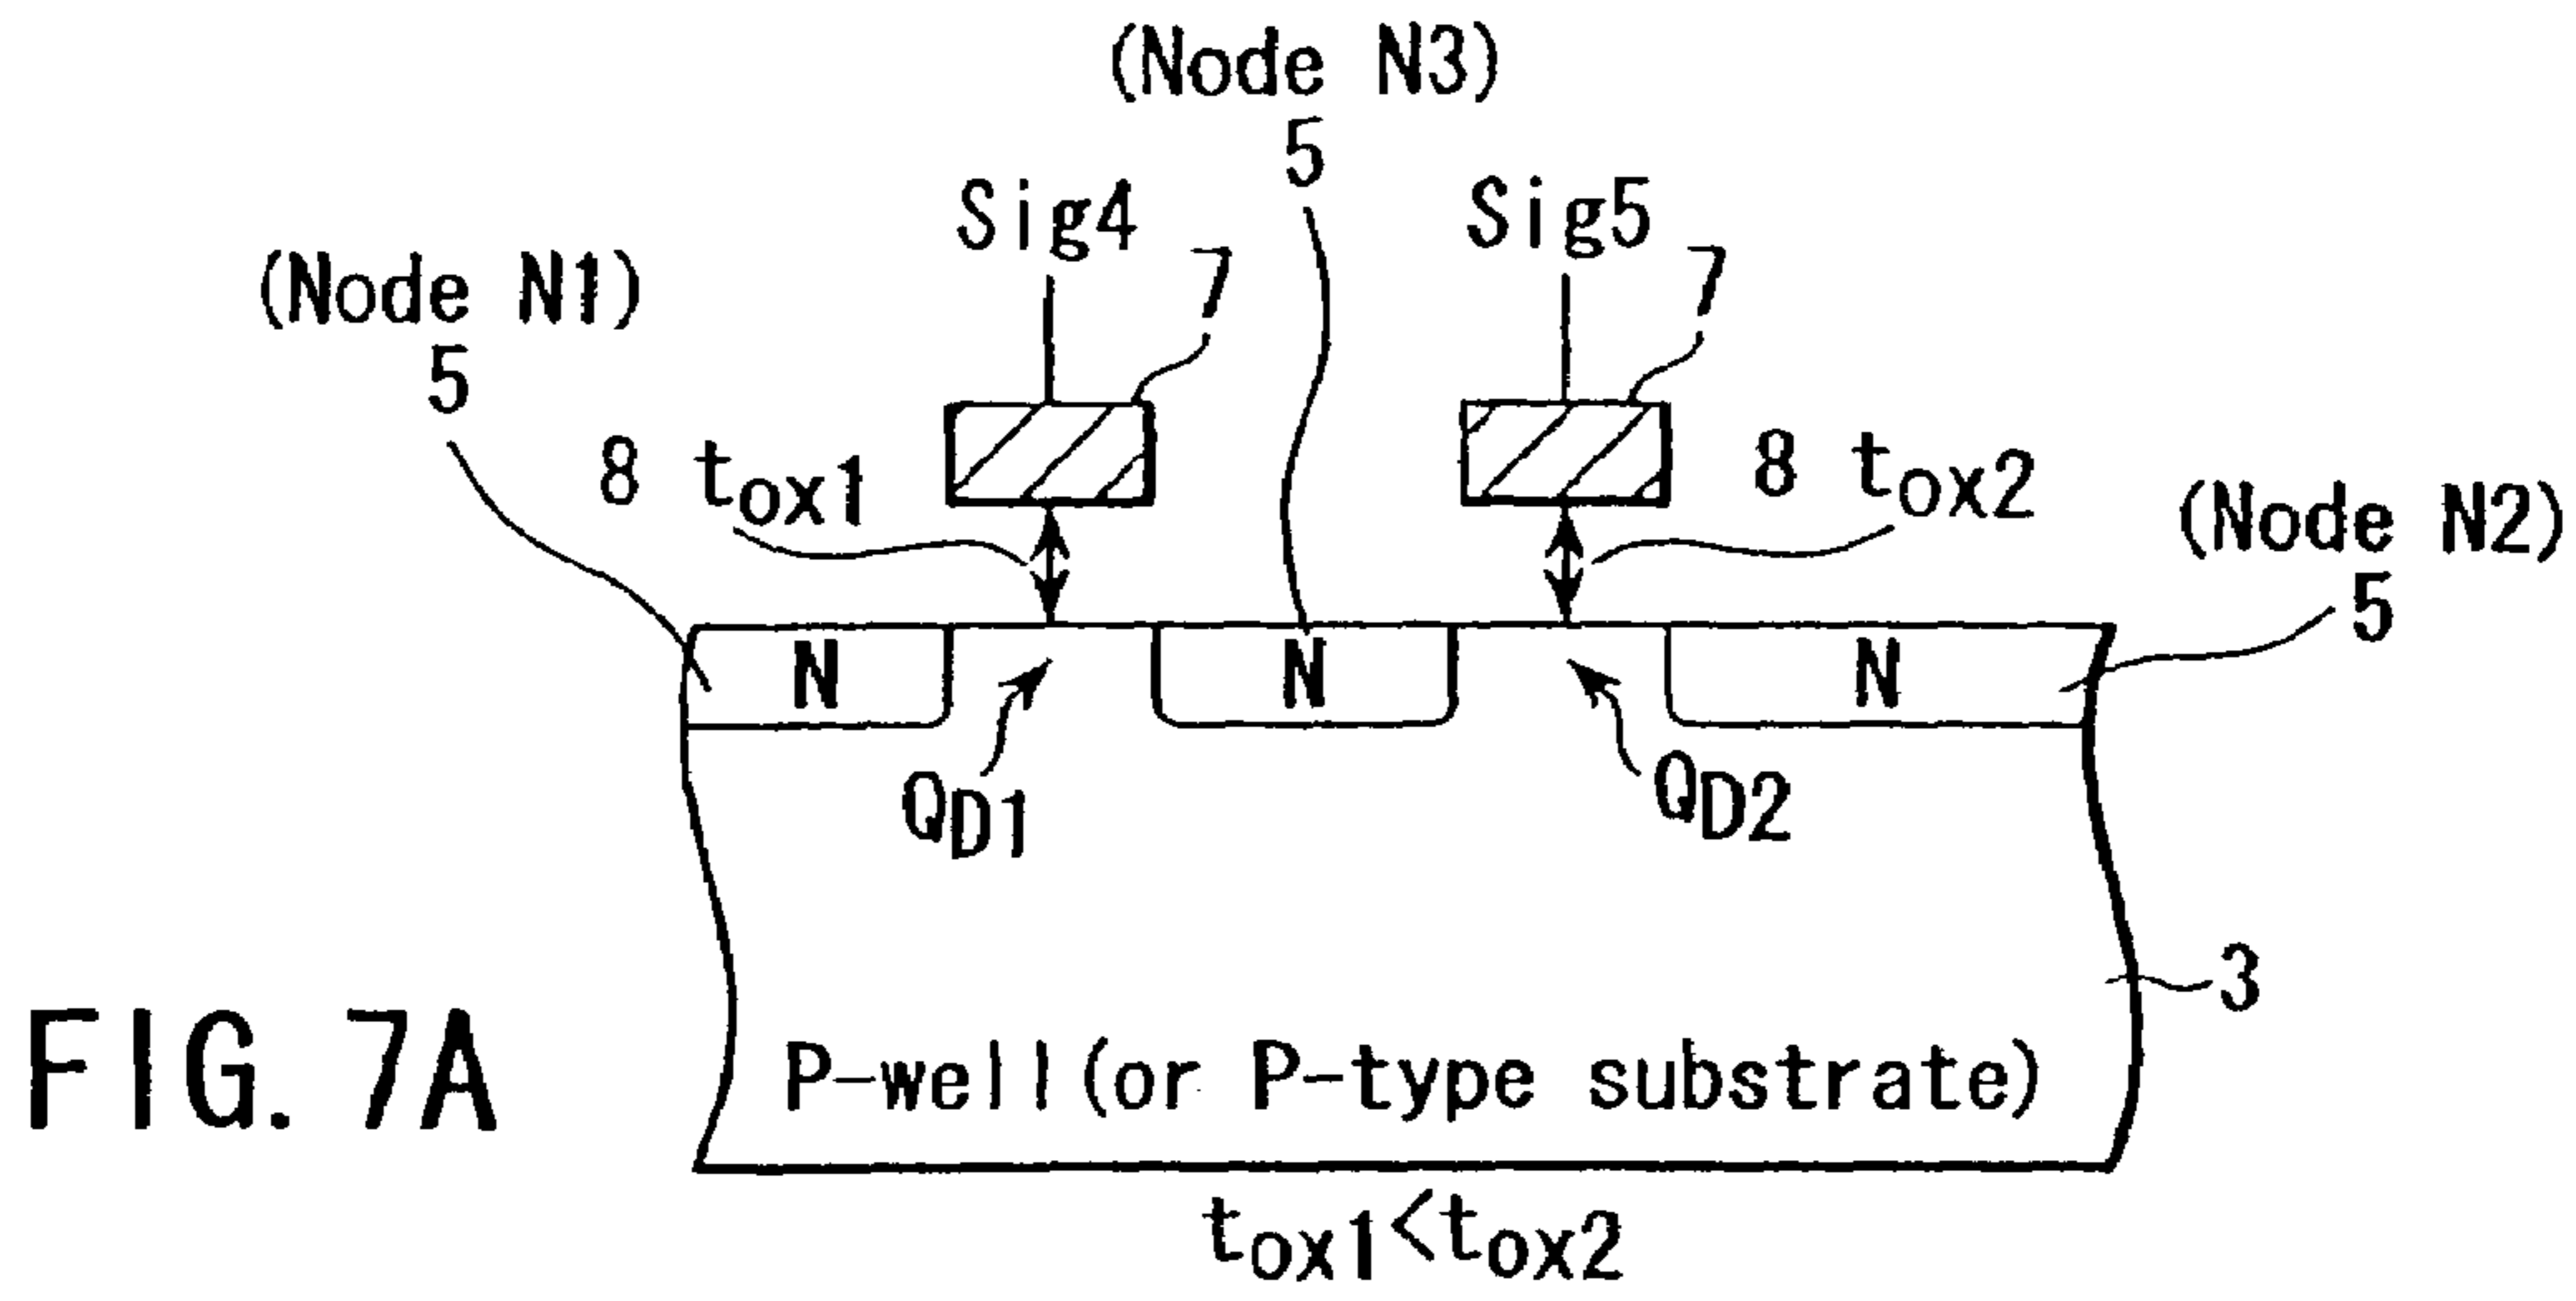 (Node N3)
5
Sig4
Sig5
7
7
(Node N1)
5
8 tox1
8 tox2
(Node N2)
5
N
N
N
QD1
QD2
3
P-well(or P-type substrate)
FIG. 7A
tox1<tox2